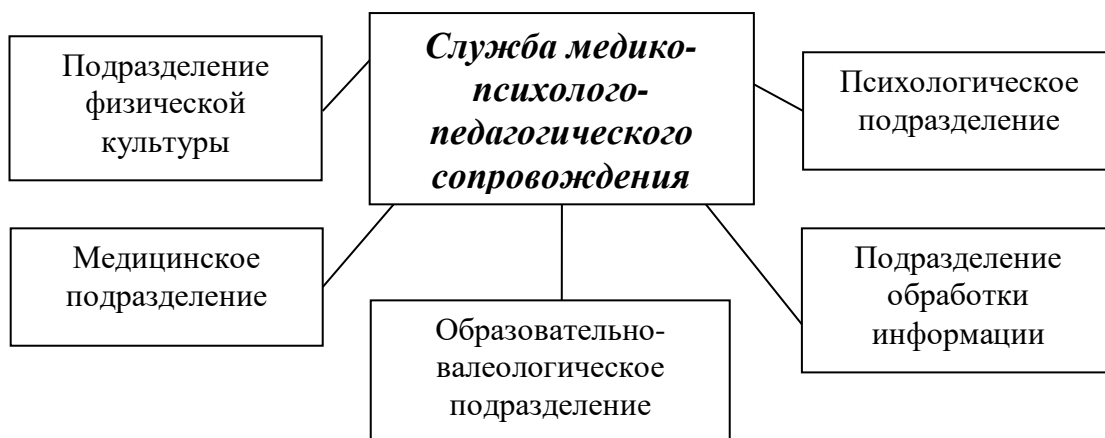 Подразделение
физической
культуры
Служба медико-
психолого-
педагогического
сопровождения
Психологическое
подразделение
Медицинское
подразделение
Образовательно-
валеологическое
подразделение
Подразделение
обработки
информации